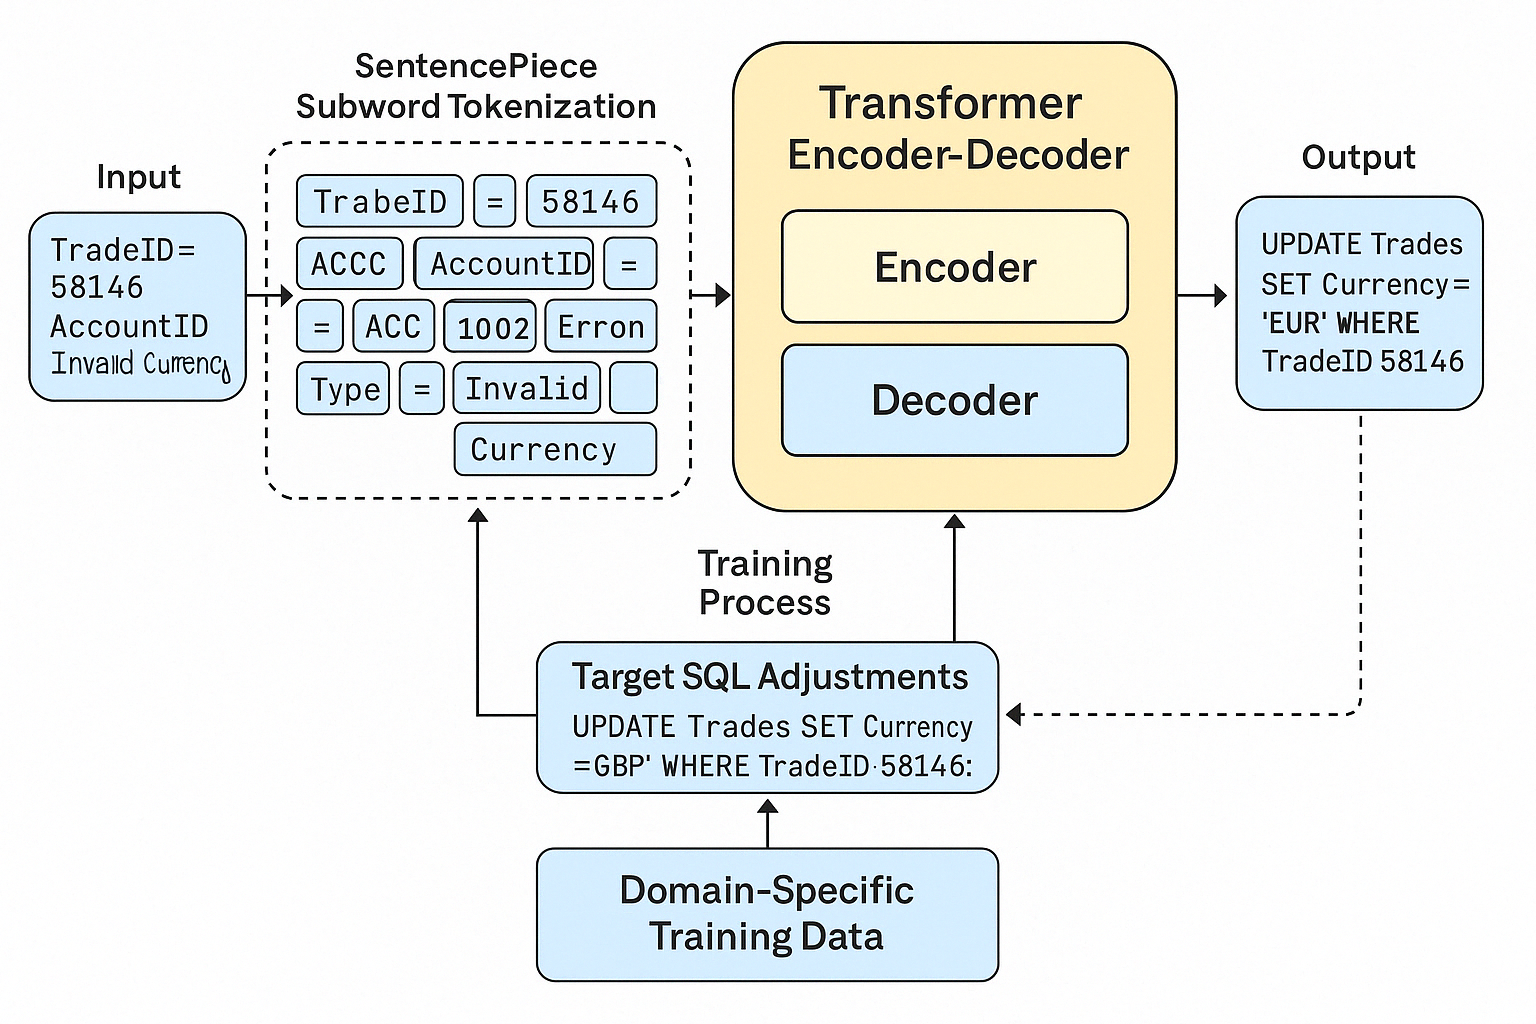 SentencePiece
Subword Tokenization
Input
TradeID=
58146
AccountID
Invalid Currency
TrabeID = 58146
ACCC AccountID =
= ACC 1002 Erron
Type = Invalid
Currency
Transformer
Encoder-Decoder
Encoder
Decoder
Output
UPDATE Trades
SET Currency=
'EUR' WHERE
TradeID 58146
Training
Process
Target SQL Adjustments
UPDATE Trades SET Currency
=GBP' WHERE TradeID·58146:
Domain-Specific
Training Data